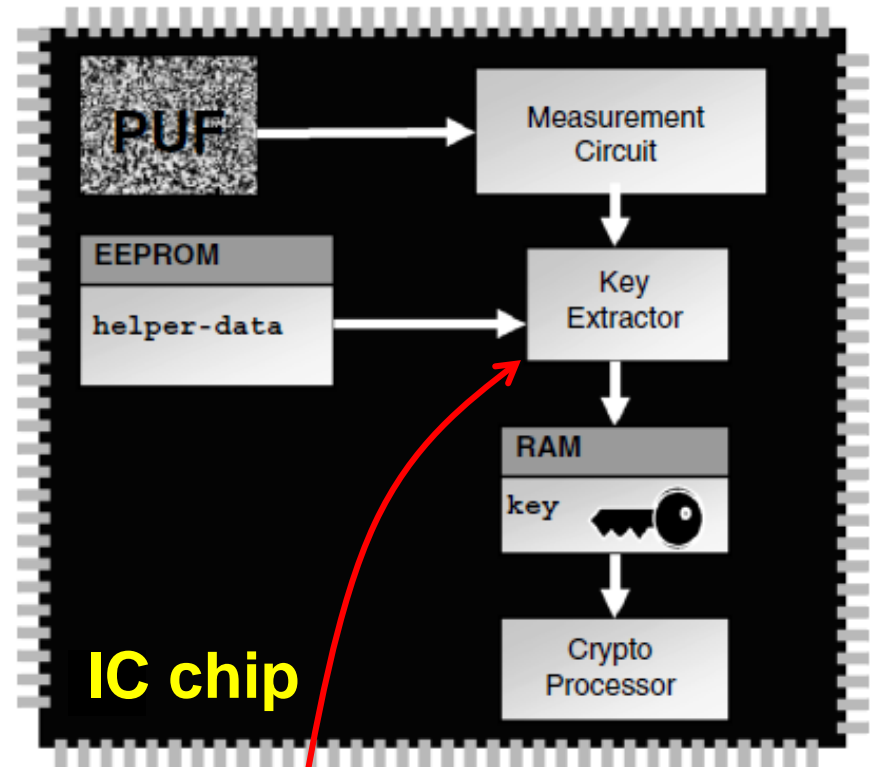 PUF
Measurement
Circuit
EEPROM
helper-data
Key
Extractor
RAM
key
IC chip
Crypto
Processor